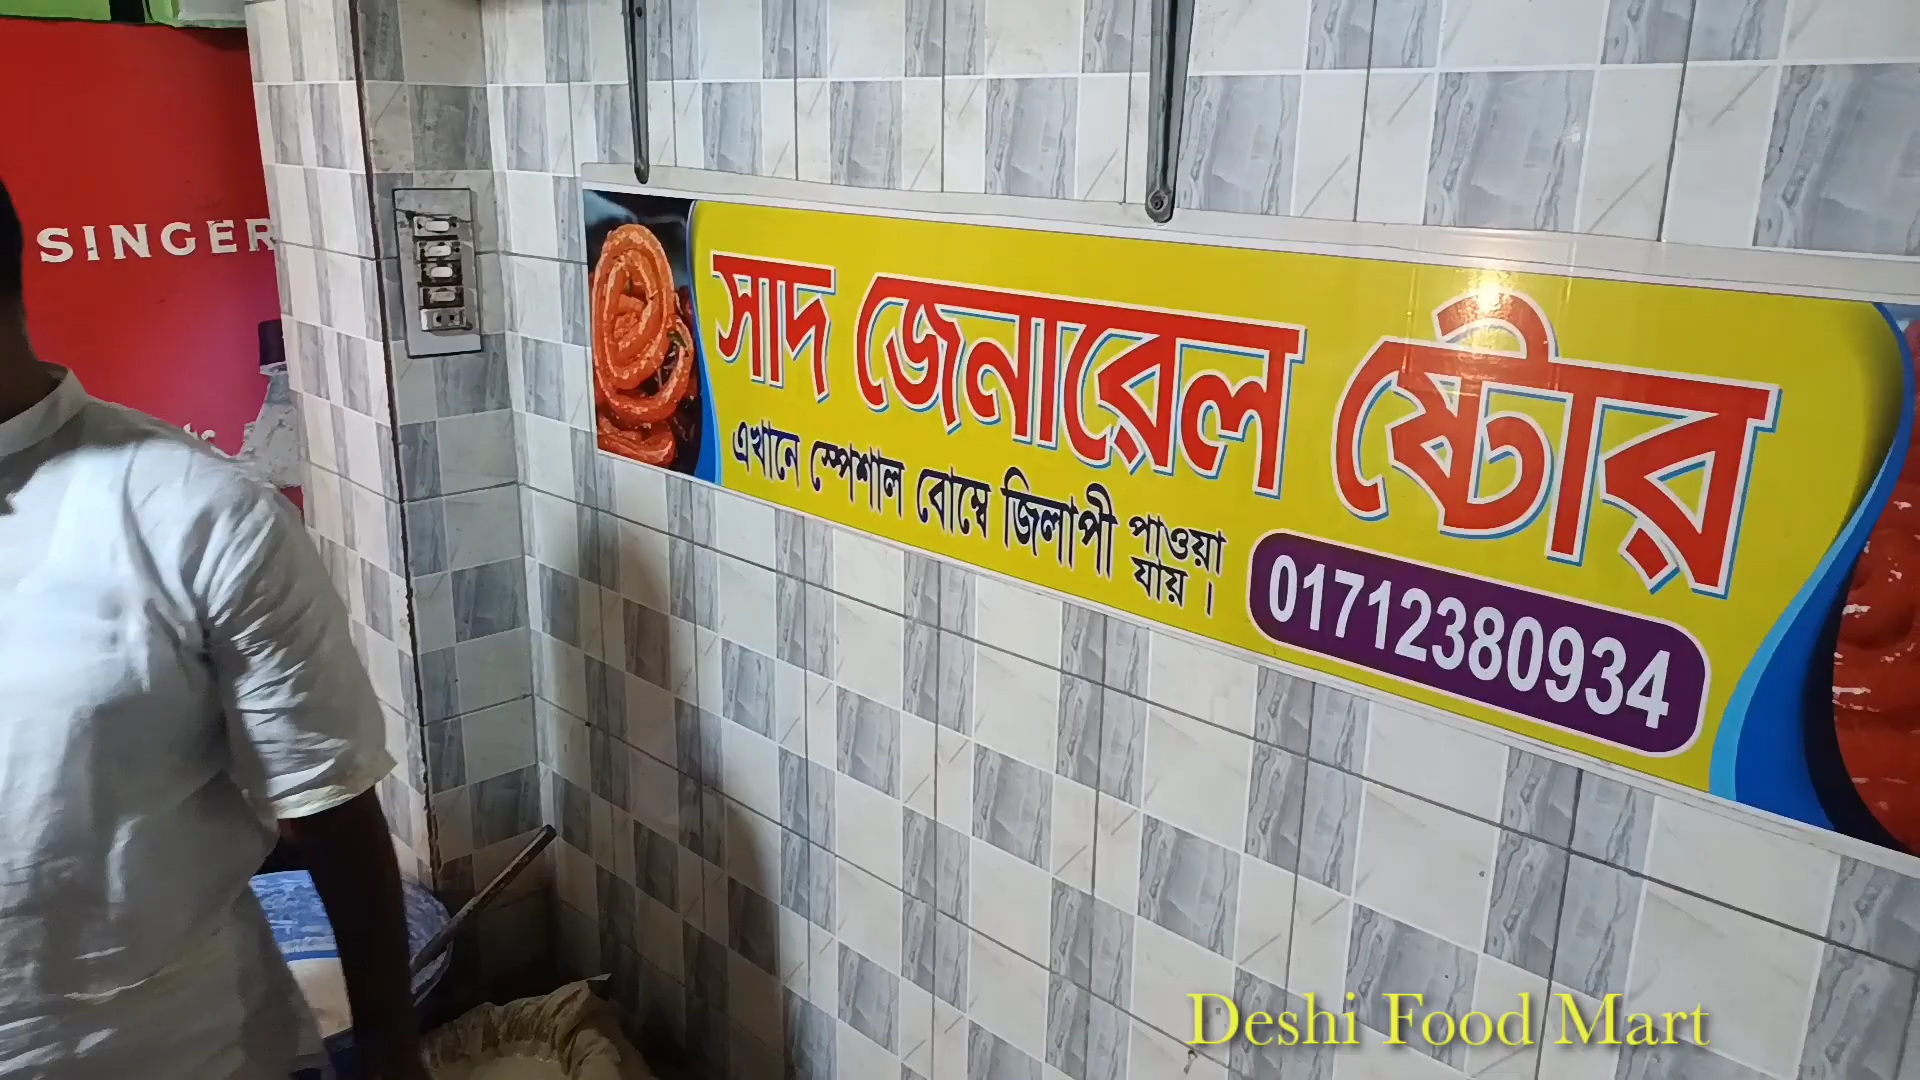 SINGER
সাদ জেনারেল ষ্টোর
এখানে স্পেশাল বোম্বে জিলাপী পাওয়া
যায়।
01712380934
Deshi Food Mart